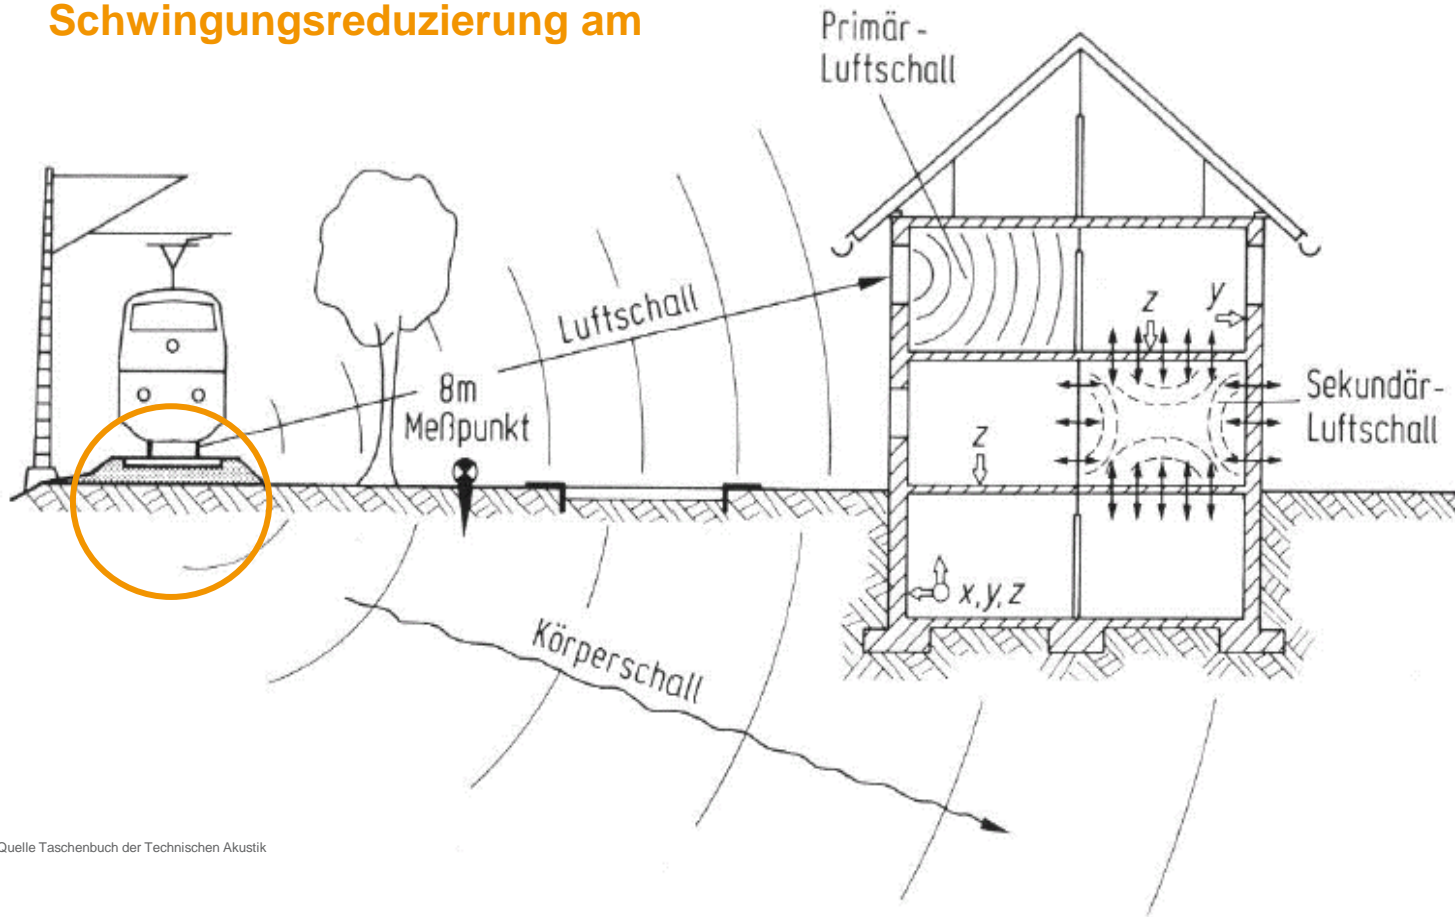 Schwingungsreduzierung am
Primär-
Luftschall
Luftschall
8m
Meßpunkt
z
y
Sekundär-
Luftschall
z
x,y,z
Körperschall
Quelle Taschenbuch der Technischen Akustik